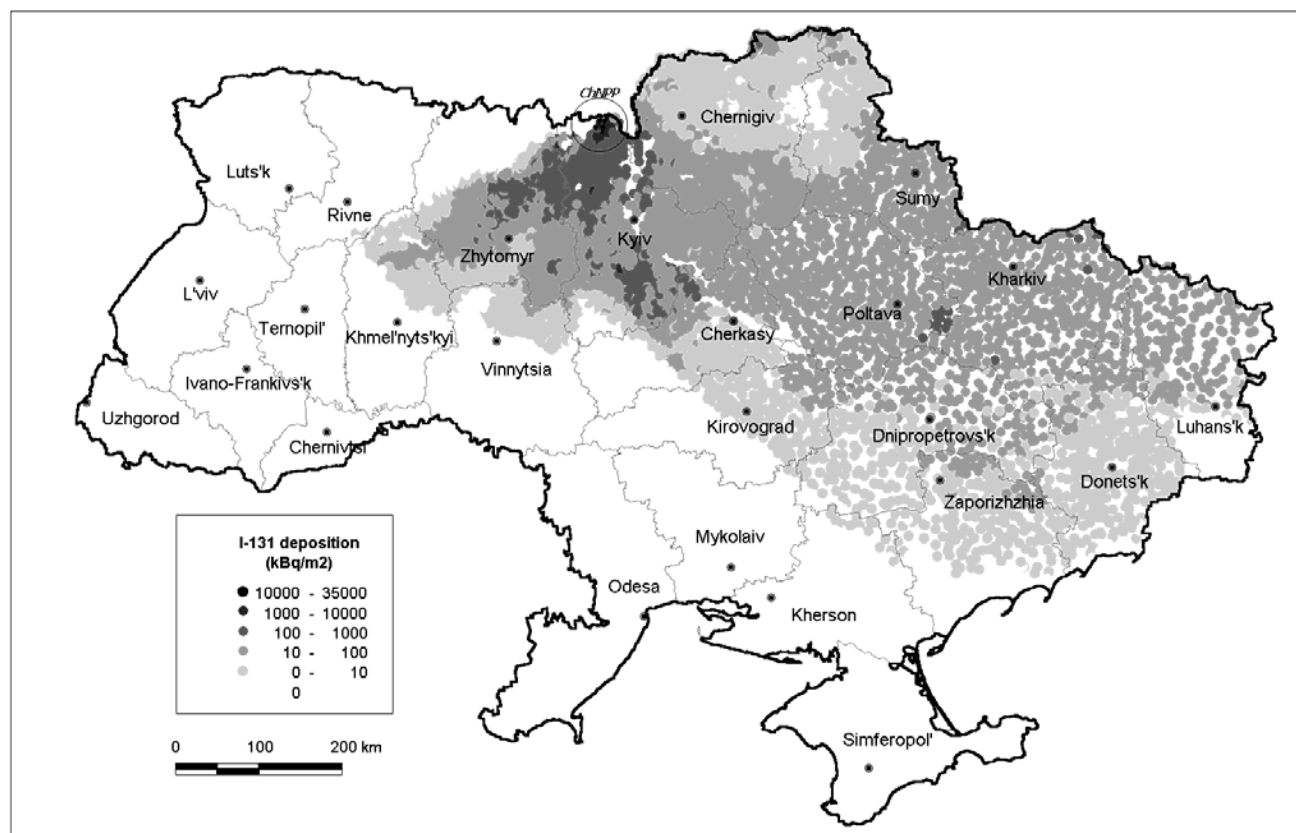 ChNPP
Chernigiv
Luts'k
Rivne
Sumy
Kyiv
Zhytomyr
Kharkiv
L'viv
Ternopil'
Khmel'nyts'kyi
Cherkasy
Poltava
Vinnytsia
Ivano-Frankivs'k
Uzhgorod
Chernivtsi
Kirovograd
Dnipropetrovs'k
Luhans'k
Donets'k
Zaporizhzhia
Mykolaiv
Odesa
Kherson
Simferopol'
I-131 deposition
(kBq/m2)
10000 - 35000
1000 - 10000
100 - 1000
10 - 100
0 - 10
0
0 100 200 km